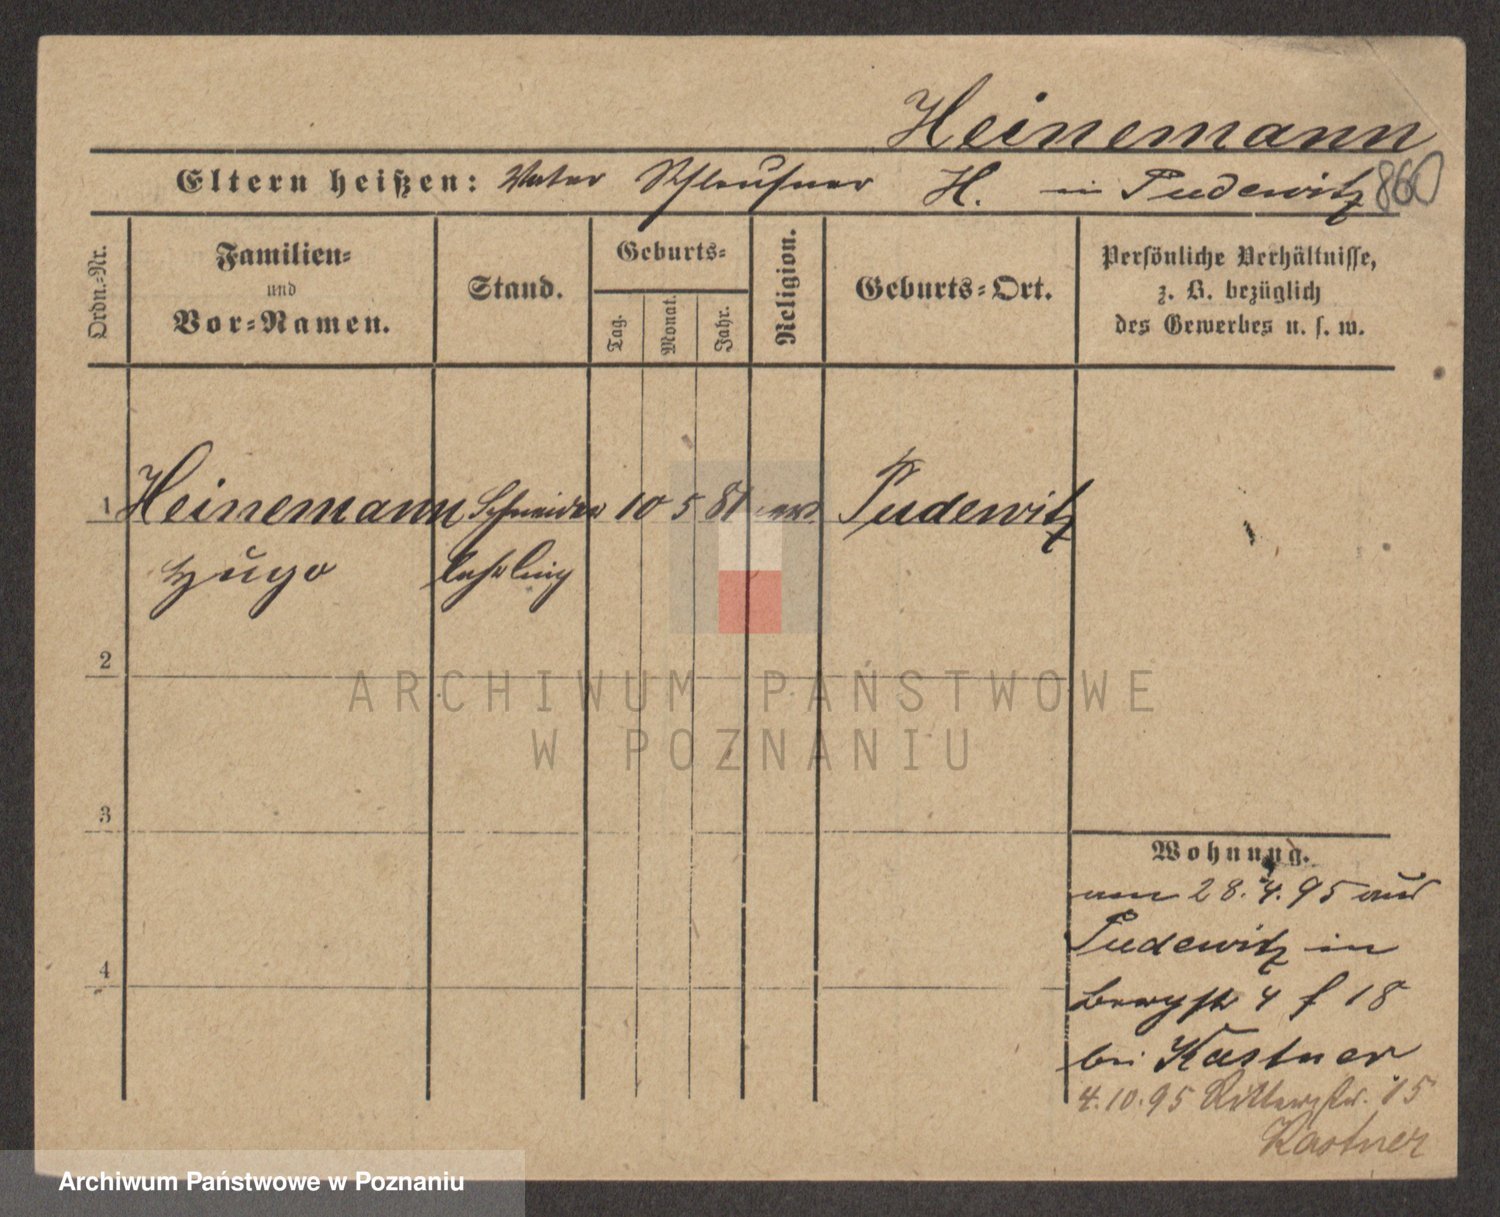 Heinemann
Eltern heißen: Vater H. in Pudewitz 860
Ordn.-Nr.
Familien-
und
Vor-Namen.
Stand.
Geburts-
Tag.
Monat.
Jahr.
Religion.
Geburts-Ort.
Persönliche Verhältnisse,
z. B. bezüglich
des Gewerbes u. s. w.
1 Heinemann Schneider 10 5 81 Pudewitz
Hugo Lehrling
2
ARCHIWUM PAŃSTWOWE
W POZNANIU
3
Wohnung.
am 28.4.95 aus
Pudewitz in
4
Bergstr 4 f 18
bei Kastner
4.10.95 Ritterstr. 15
Kastner
Archiwum Państwowe w Poznaniu